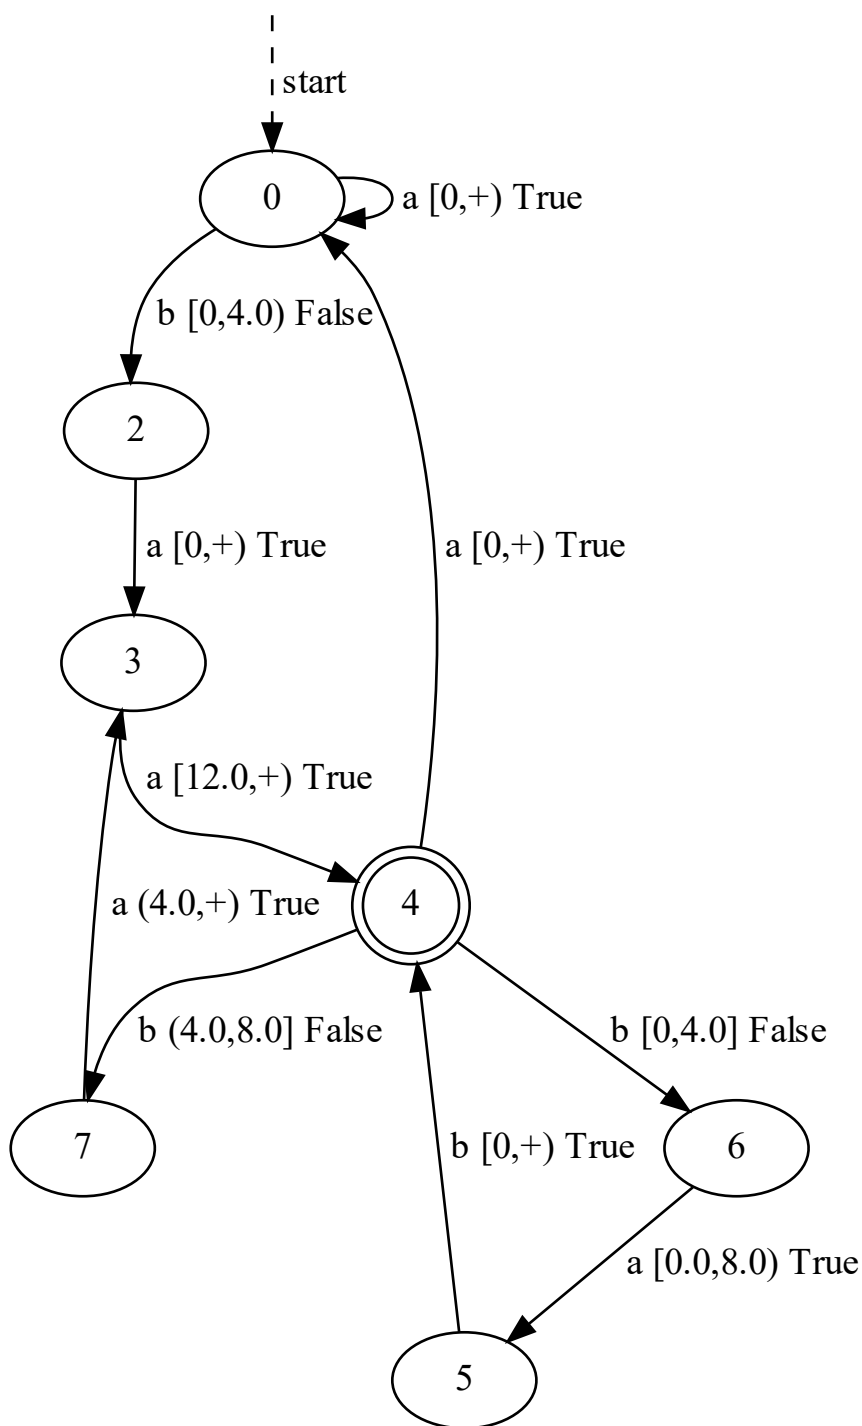 start
0
a [0,+) True
b [0,4.0) False
2
a [0,+) True
a [0,+) True
3
a [12.0,+) True
a (4.0,+) True
4
b (4.0,8.0] False
b [0,4.0] False
7
b [0,+) True
6
a [0.0,8.0) True
5